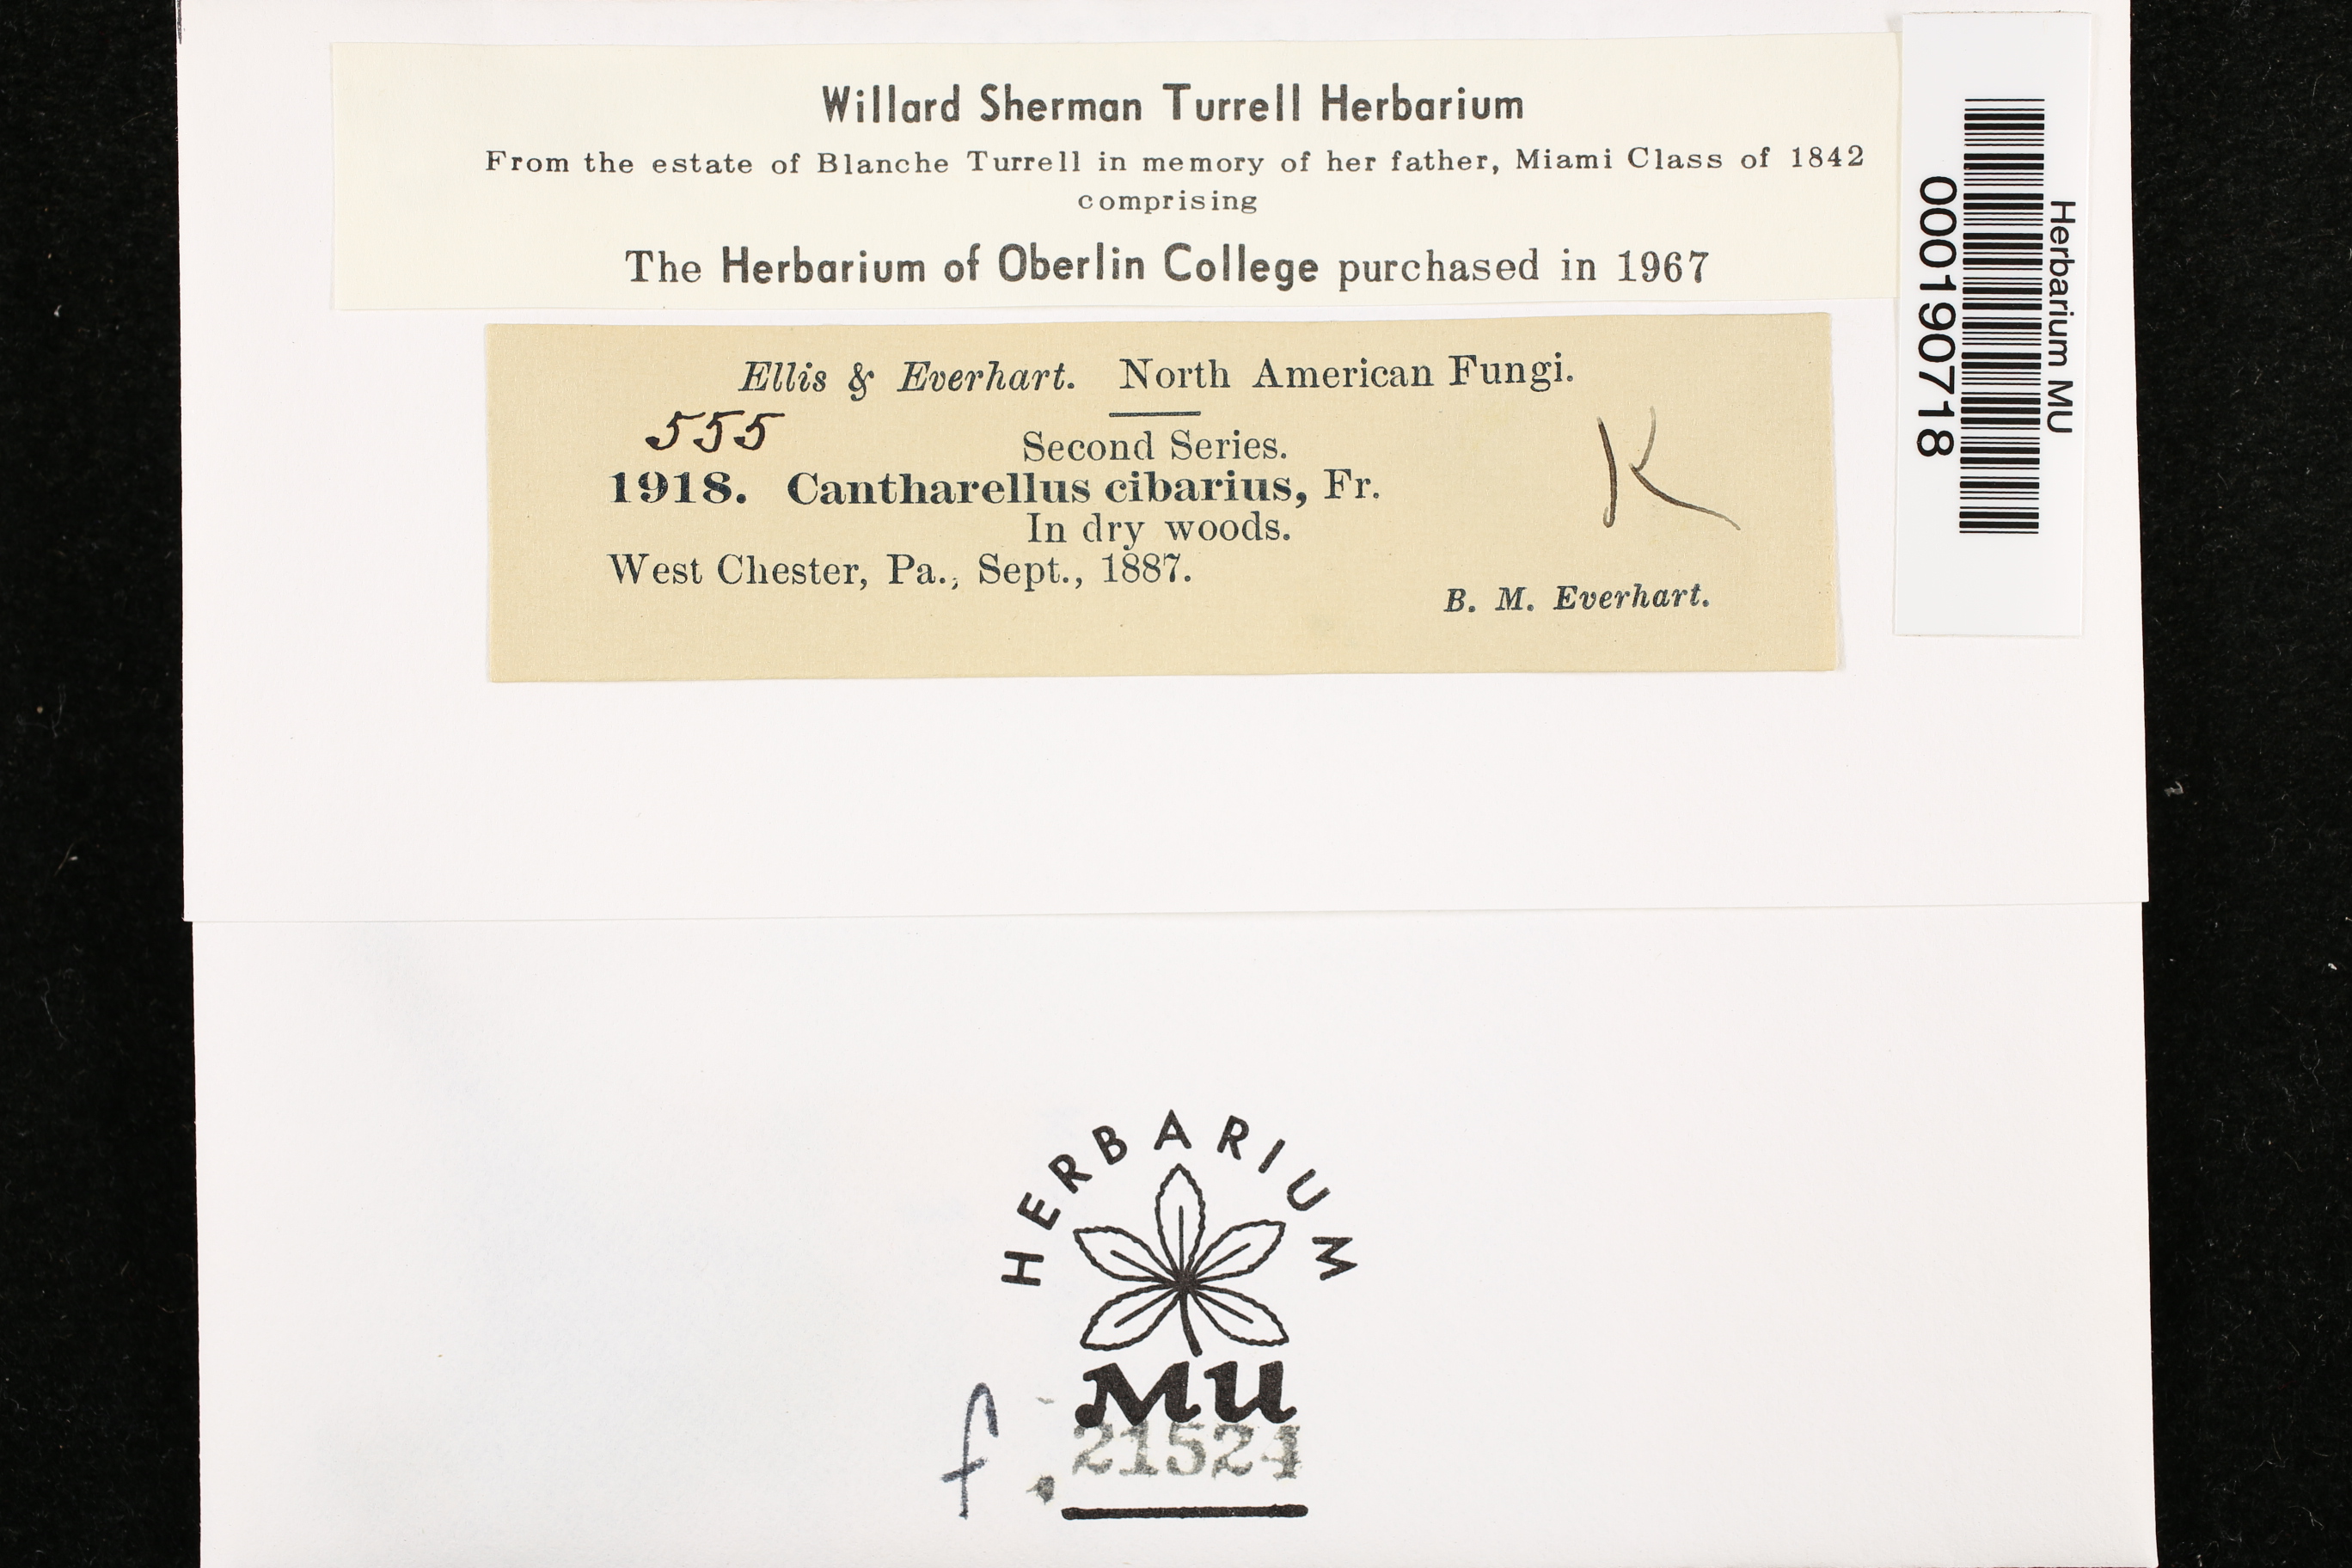 Willard Sherman Turrell Herbarium
From the estate of Blanche Turrell in memory of her father, Miami Class of 1842
comprising
The Herbarium of Oberlin College purchased in 1967
Herbarium MU
000190718
Ellis & Everhart. North American Fungi.
555
Second Series.
K
1918. Cantharellus cibarius, Fr.
In dry woods.
West Chester, Pa., Sept., 1887.
B. M. Everhart.
HERBARIUM
MU
f.